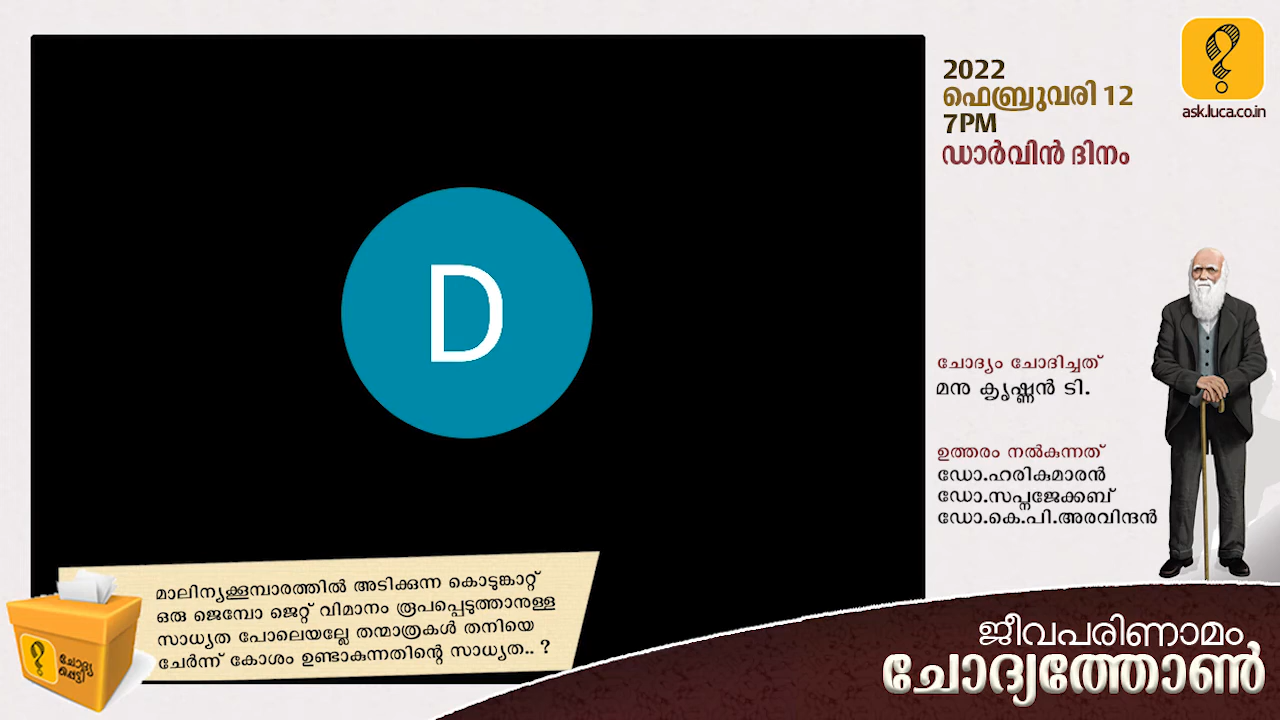 2022
ഫെബ്രുവരി 12
7PM
ഡാർവിൻ ദിനം
ask.luca.co.in
D
ചോദ്യം ചോദിച്ചത്
മനു കൃഷ്ണൻ ടി.
ഉത്തരം നൽകുന്നത്
ഡോ.ഹരികുമാരൻ
ഡോ.സപ്നജേക്കബ്
ഡോ.കെ.പി.അരവിന്ദൻ
മാലിന്യക്കൂമ്പാരത്തിൽ അടിക്കുന്ന കൊടുങ്കാറ്റ്
ഒരു ജെമ്പോ ജെറ്റ് വിമാനം രൂപപ്പെടുത്താനുള്ള
സാധ്യത പോലെയല്ലേ തന്മാത്രകൾ തനിയെ
ചേർന്ന് കോശം ഉണ്ടാകുന്നതിന്റെ സാധ്യത.. ?
ചോദ്യ
പ്പെട്ടി
ജീവപരിണാമം
ചോദ്യത്തോൺ